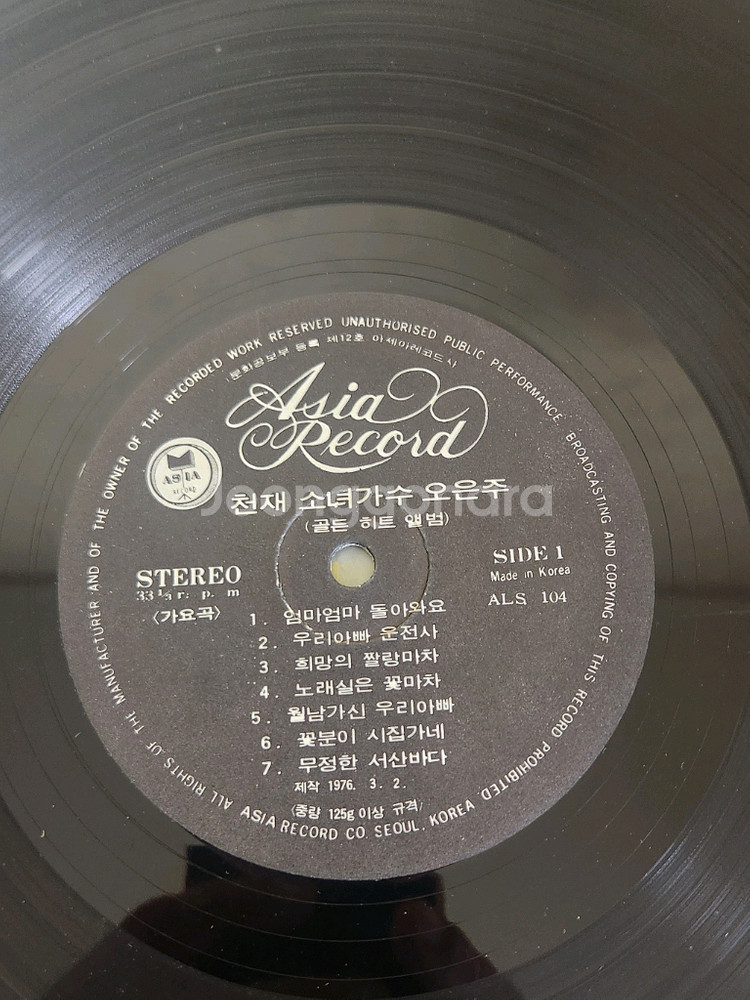 ALL RIGHTS OF THE MANUFACTURER AND OF THE OWNER OF THE RECORDED WORK RESERVED UNAUTHORISED PUBLIC PERFORMANCE, BROADCASTING AND COPYING OF THIS RECORD PROHIBITED.
문화공보부 등록 제12호 아세아레코드사
Asia
Record
ASIA
RECORD
천재 소녀가수 오은주
(골든 히트 앨범)
Joonggonara
STEREO
33⅓ r. p. m
〈가요곡〉
SIDE 1
Made in Korea
ALS 104
1. 엄마엄마 돌아와요
2. 우리아빠 운전사
3. 희망의 짤랑마차
4. 노래실은 꽃마차
5. 월남가신 우리아빠
6. 꽃분이 시집가네
7. 무정한 서산바다
제작 1976. 3. 2.
(중량 125g 이상 규격)
ASIA RECORD CO. SEOUL. KOREA